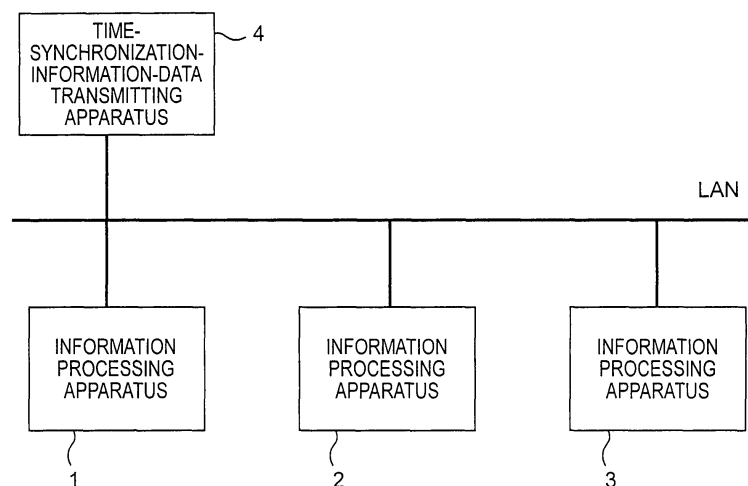 TIME-
SYNCHRONIZATION-
INFORMATION-DATA
TRANSMITTING
APPARATUS
4
LAN
INFORMATION
PROCESSING
APPARATUS
INFORMATION
PROCESSING
APPARATUS
INFORMATION
PROCESSING
APPARATUS
1
2
3